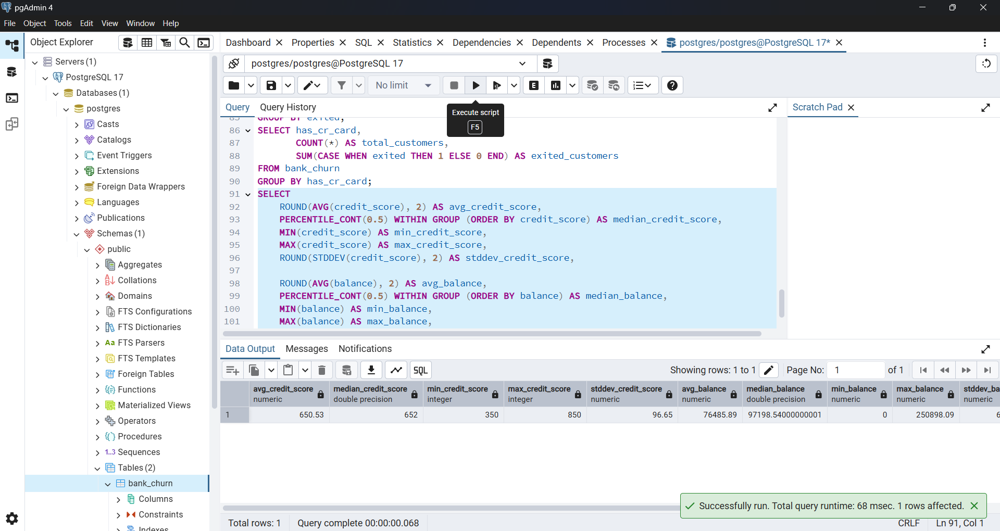 pgAdmin 4
File Object Tools Edit View Window Help
Object Explorer
Dashboard Properties SQL Statistics Dependencies Dependents Processes postgres/postgres@PostgreSQL 17*
postgres/postgres@PostgreSQL 17
No limit
Query Query History
Scratch Pad
Execute script
F5
Servers (1)
PostgreSQL 17
Databases (1)
postgres
Casts
Catalogs
Event Triggers
Extensions
Foreign Data Wrappers
Languages
Publications
Schemas (1)
public
Aggregates
Collations
Domains
FTS Configurations
FTS Dictionaries
Aa FTS Parsers
FTS Templates
Foreign Tables
Functions
Materialized Views
Operators
Procedures
1..3 Sequences
Tables (2)
bank_churn
Columns
Constraints
Indexes
85 GROUP BY exited;
86 SELECT has_cr_card,
87 COUNT(*) AS total_customers,
88 SUM(CASE WHEN exited THEN 1 ELSE 0 END) AS exited_customers
89 FROM bank_churn
90 GROUP BY has_cr_card;
91 SELECT
92 ROUND(AVG(credit_score), 2) AS avg_credit_score,
93 PERCENTILE_CONT(0.5) WITHIN GROUP (ORDER BY credit_score) AS median_credit_score,
94 MIN(credit_score) AS min_credit_score,
95 MAX(credit_score) AS max_credit_score,
96 ROUND(STDDEV(credit_score), 2) AS stddev_credit_score,
97
98 ROUND(AVG(balance), 2) AS avg_balance,
99 PERCENTILE_CONT(0.5) WITHIN GROUP (ORDER BY balance) AS median_balance,
100 MIN(balance) AS min_balance,
101 MAX(balance) AS max_balance,
Data Output Messages Notifications
SQL Showing rows: 1 to 1 Page No: 1 of 1
avg_credit_score median_credit_score min_credit_score max_credit_score stddev_credit_score avg_balance median_balance min_balance max_balance stddev_ba
numeric double precision integer integer numeric numeric double precision numeric numeric numeric
1 650.53 652 350 850 96.65 76485.89 97198.54000000001 0 250898.09 6
Successfully run. Total query runtime: 68 msec. 1 rows affected.
Total rows: 1 Query complete 00:00:00.068 CRLF Ln 91, Col 1